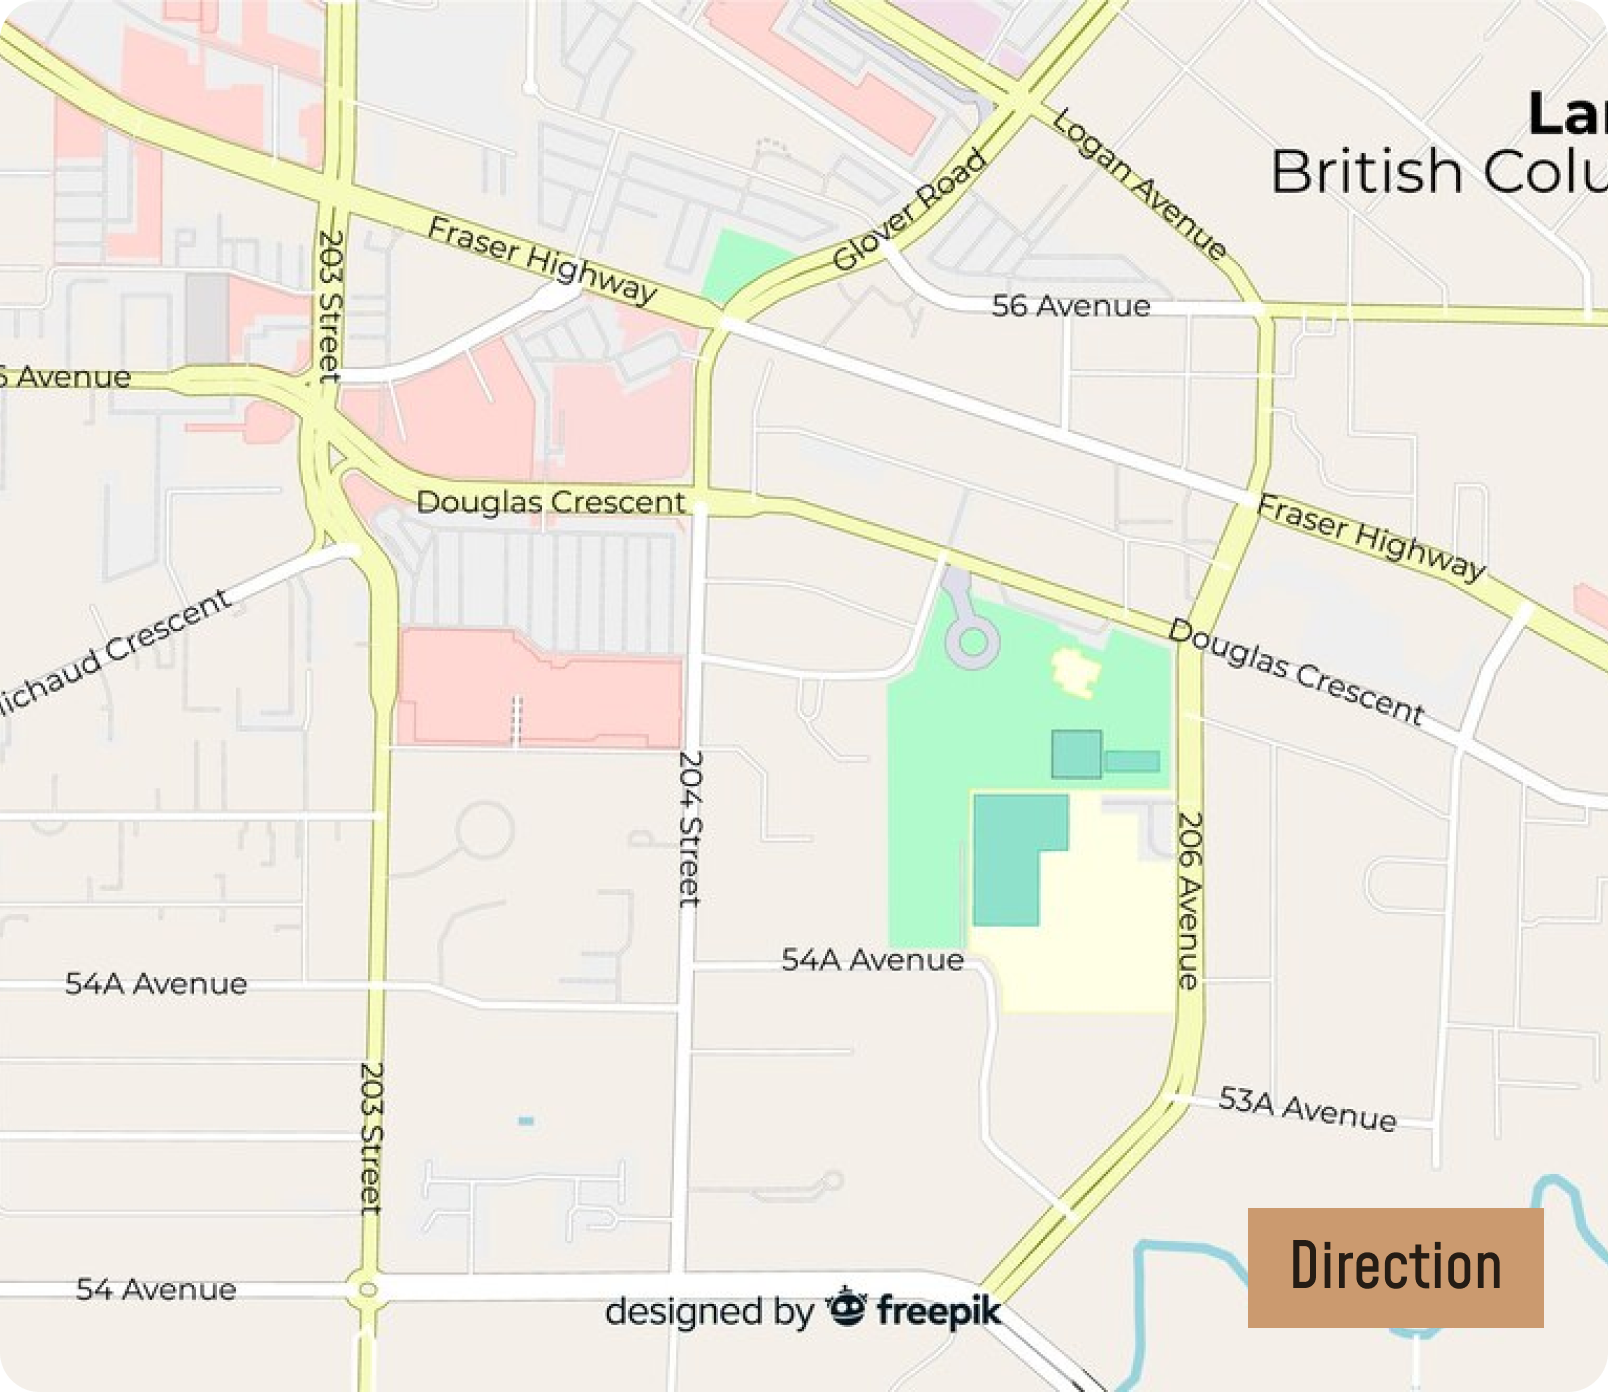 Lan
British Colu
Logan Avenue
Glover Road
Fraser Highway
203 Street
56 Avenue
Avenue
Douglas Crescent
Fraser Highway
ichaud Crescent
Douglas Crescent
204 Street
206 Avenue
54A Avenue
54A Avenue
203 Street
53A Avenue
Direction
54 Avenue
designed by freepik